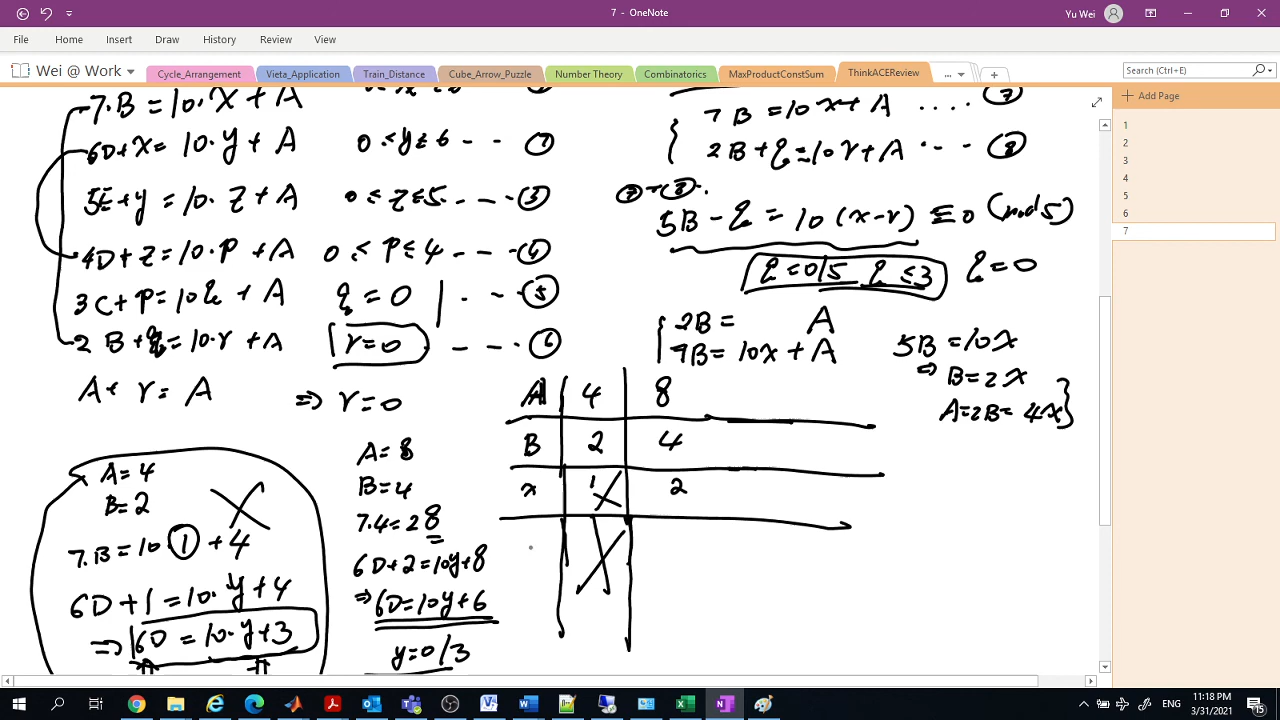 7 - OneNote
Yu Wei
File Home Insert Draw History Review View
Wei @ Work
Cycle_Arrangement Vieta_Application Train_Distance Cube_Arrow_Puzzle Number Theory Combinatorics MaxProductConstSum ThinkACEReview ...
Search (Ctrl+E)
Add Page
1
2
3
4
5
6
7
7·B = 10·x + A
6D+x = 10·y + A 0≤y≤6 - - -
5E+y = 10·z + A 0≤z≤5 - - - ③
4D+z = 10·p + A 0≤p≤4 - - - ④
3C+p = 10q + A q = 0 - - - ⑤
2B+q = 10·r + A r=0 - - - ⑥
A+r = A ⇒ r=0
7B = 10x + A .... ⑦
2B+q = 10r + A ... ⑧
⑦-⑧.
5B - q = 10(x-r) ≡ 0 (mod 5)
q=0/5 q≤3 q=0
2B = A
7B = 10x + A
5B = 10x
⇒ B = 2x
A=2B= 4x
A 4 8
B 2 4
x 1 2
A=4
B=2
7·B = 10·1 + 4
6D+1 = 10·y+4
⇒ 6D = 10·y+3
A=8
B=4
7·4=28
6D+2=10y+8
⇒ 6D=10y+6
y=0/3
ENG
11:18 PM
3/31/2021